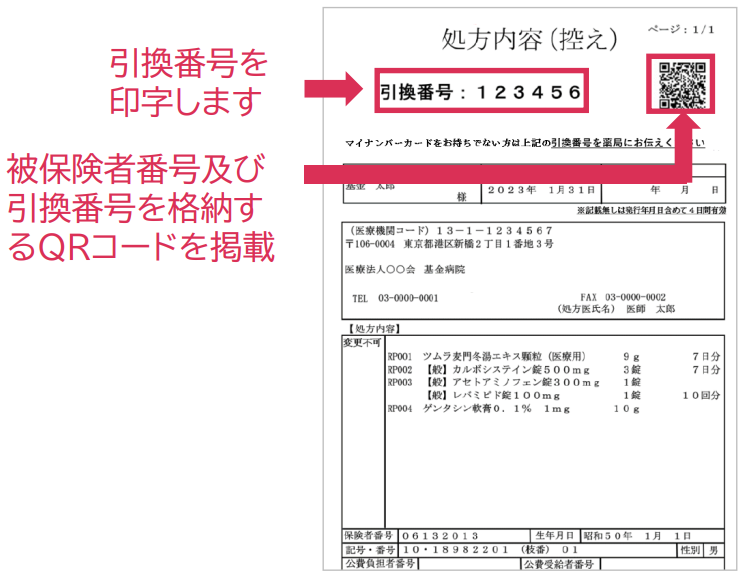 引換番号を
印字します
被保険者番号及び
引換番号を格納す
るQRコードを掲載
処方内容(控え)
ページ:1/1
引換番号:123456
マイナンバーカードをお持ちでない方は上記の引換番号を薬局にお伝えく さい
基金 太郎
様 2023年 1月31日 年 月 日
※記載無しは発行年月日含めて4日間有効
(医療機関コード)13-1-1234567
〒106-0004 東京都港区新橋2丁目1番地3号
医療法人○○会 基金病院
TEL 03-0000-0001 FAX 03-0000-0002
(処方医氏名) 医師 太郎
【処方内容】
変更不可
RP001 ツムラ麦門冬湯エキス顆粒(医療用) 9g 7日分
RP002 【般】カルボシステイン錠500mg 3錠 7日分
RP003 【般】アセトアミノフェン錠300mg 1錠
【般】レバミピド錠100mg 1錠 10回分
RP004 ゲンタシン軟膏0.1% 1mg 10g
保険者番号 06132013 生年月日 昭和50年 1月 1日
記号・番号 10・18982201 (枝番) 01 性別 男
公費負担者番号 公費受給者番号